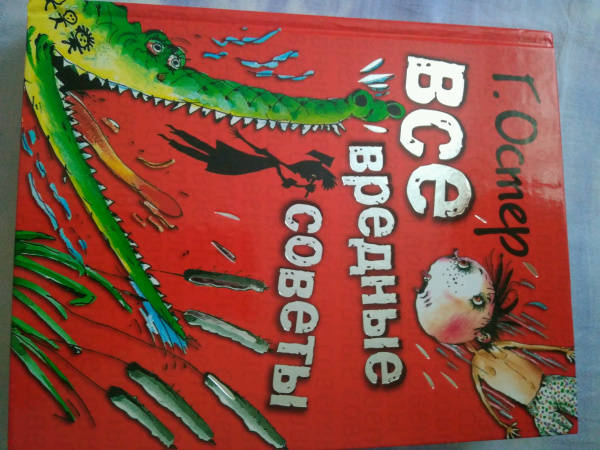 Г. Остер
все
вредные
советы